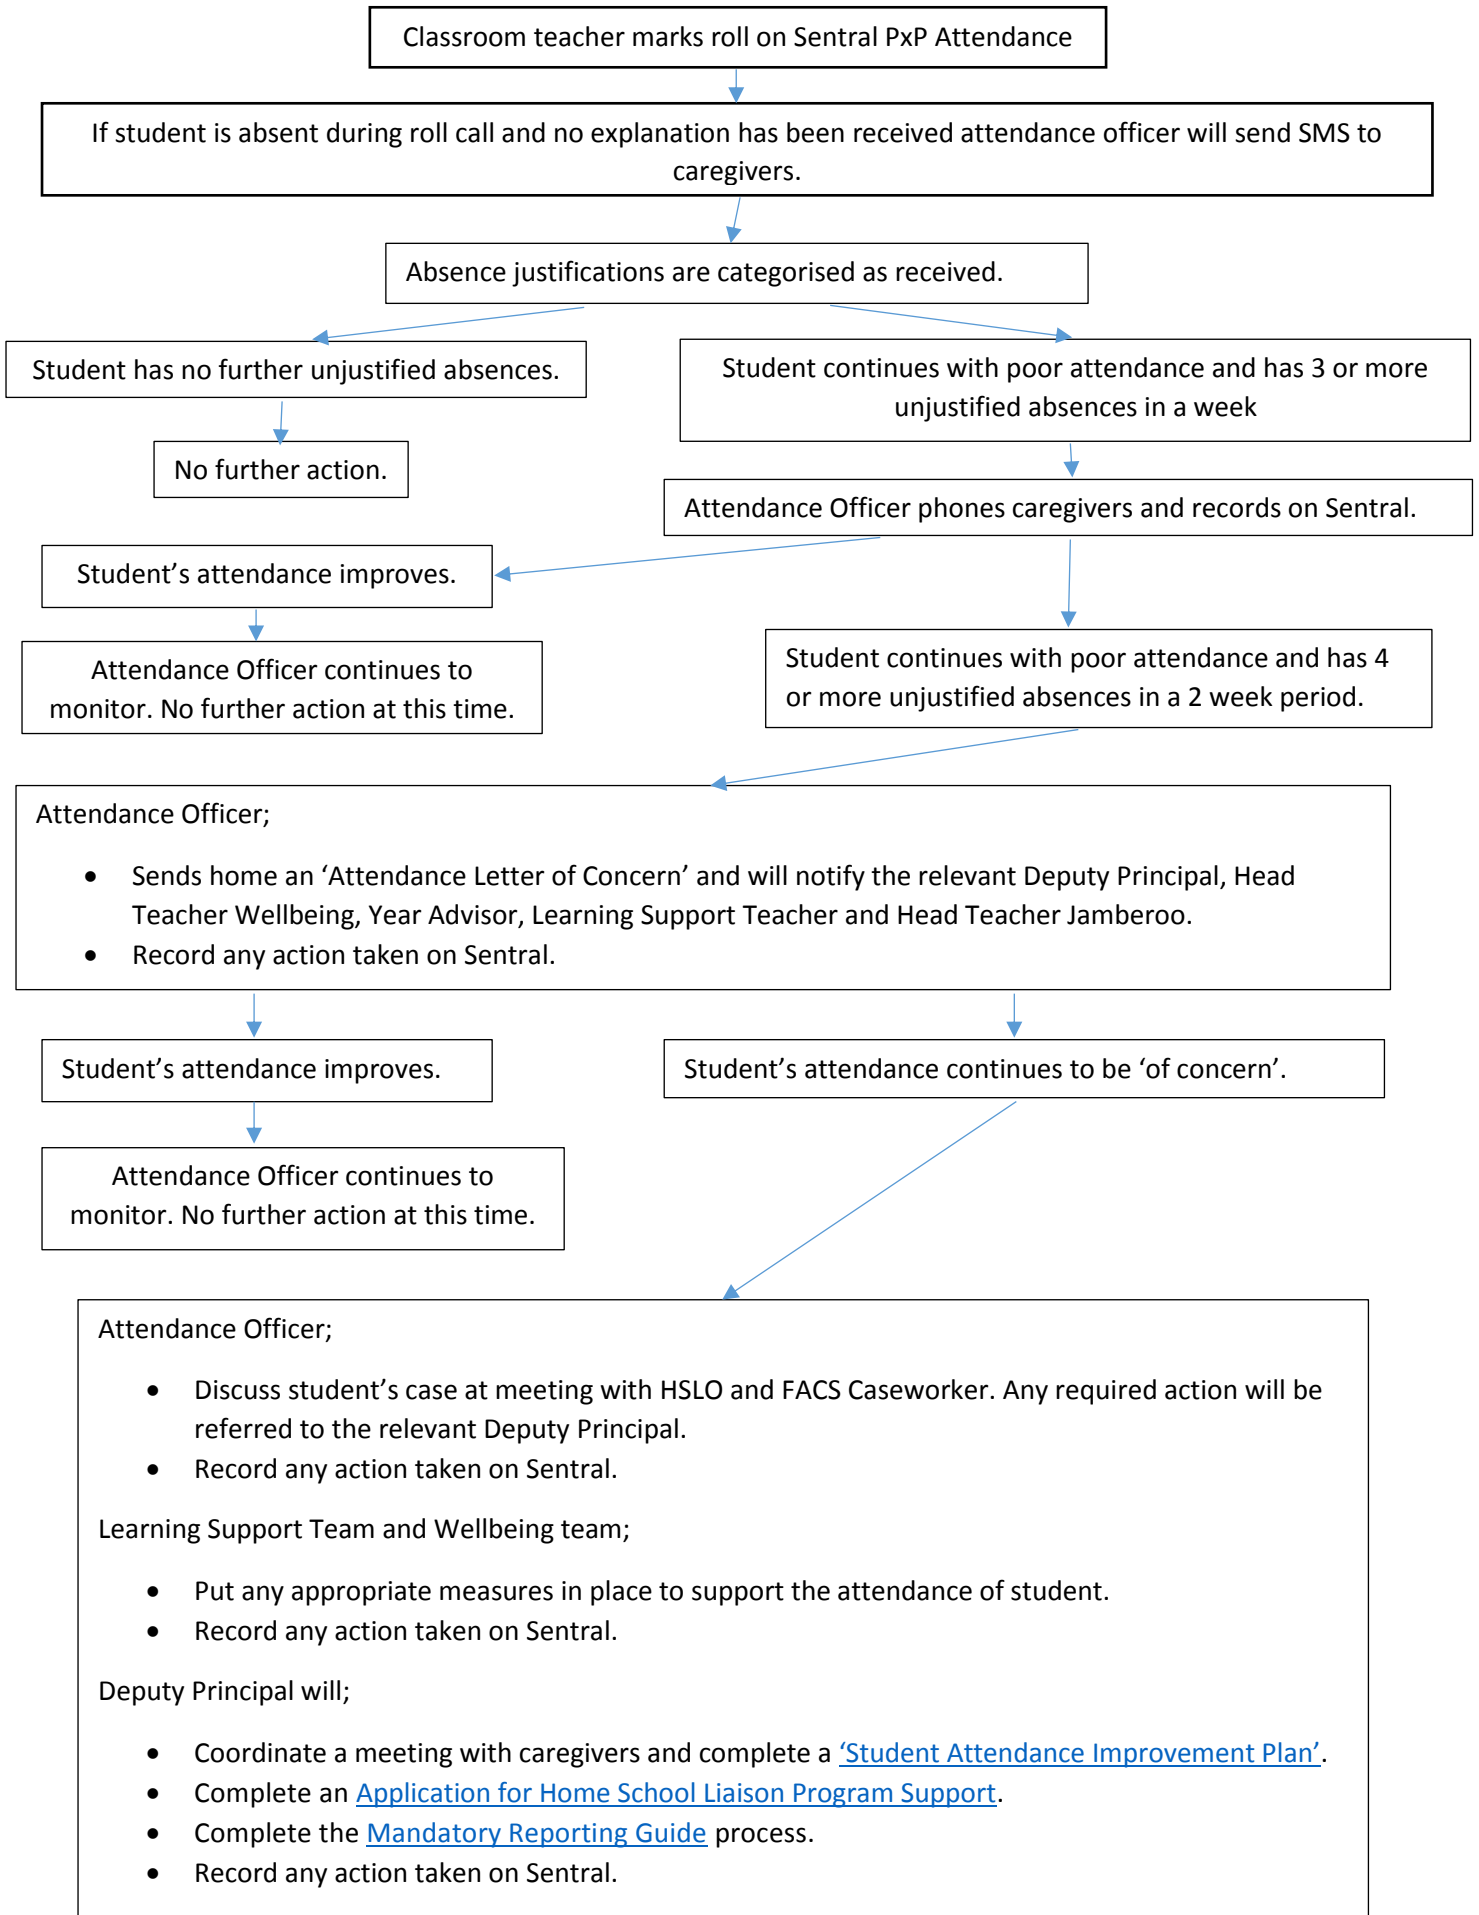 Classroom teacher marks roll on Sentral PxP Attendance
If student is absent during roll call and no explanation has been received attendance officer will send SMS to
caregivers.
Absence justifications are categorised as received.
Student has no further unjustified absences.
No further action.
Student continues with poor attendance and has 3 or more
unjustified absences in a week
Attendance Officer phones caregivers and records on Sentral.
Student’s attendance improves.
Attendance Officer continues to
monitor. No further action at this time.
Student continues with poor attendance and has 4
or more unjustified absences in a 2 week period.
Attendance Officer;
• Sends home an ‘Attendance Letter of Concern’ and will notify the relevant Deputy Principal, Head
Teacher Wellbeing, Year Advisor, Learning Support Teacher and Head Teacher Jamberoo.
• Record any action taken on Sentral.
Student’s attendance improves.
Attendance Officer continues to
monitor. No further action at this time.
Student’s attendance continues to be ‘of concern’.
Attendance Officer;
• Discuss student’s case at meeting with HSLO and FACS Caseworker. Any required action will be
referred to the relevant Deputy Principal.
• Record any action taken on Sentral.
Learning Support Team and Wellbeing team;
• Put any appropriate measures in place to support the attendance of student.
• Record any action taken on Sentral.
Deputy Principal will;
• Coordinate a meeting with caregivers and complete a ‘Student Attendance Improvement Plan’.
• Complete an Application for Home School Liaison Program Support.
• Complete the Mandatory Reporting Guide process.
• Record any action taken on Sentral.